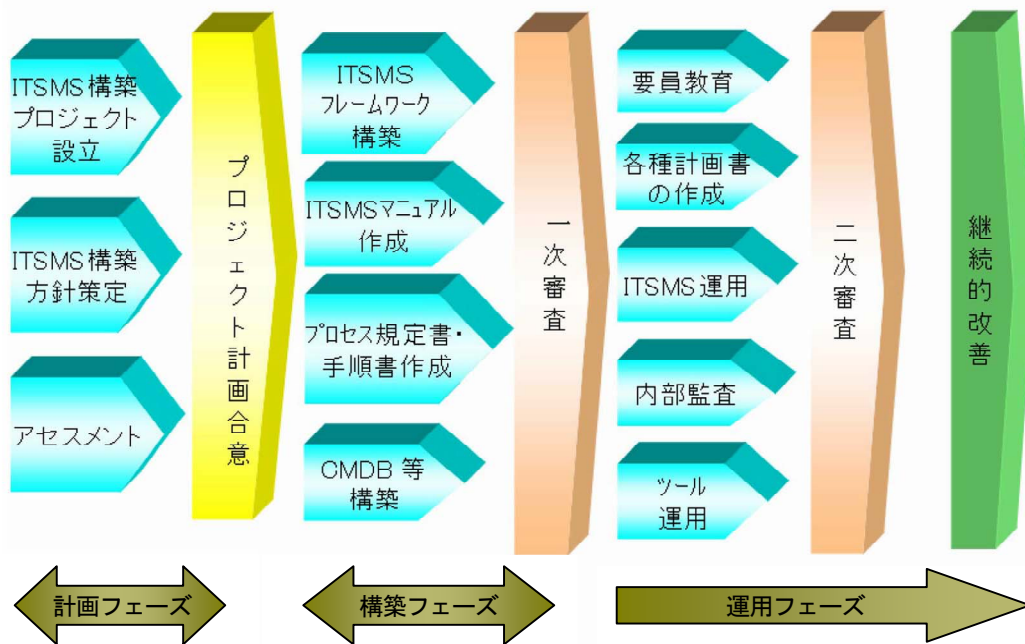 ITSMS構築
プロジェクト
設立
ITSMS構築
方針策定
アセスメント
プロジェクト計画合意
ITSMS
フレームワーク
構築
ITSMSマニュアル
作成
プロセス規定書・
手順書作成
CMDB等
構築
一次審査
要員教育
各種計画書
の作成
ITSMS運用
内部監査
ツール
運用
二次審査
継続的改善
計画フェーズ
構築フェーズ
運用フェーズ